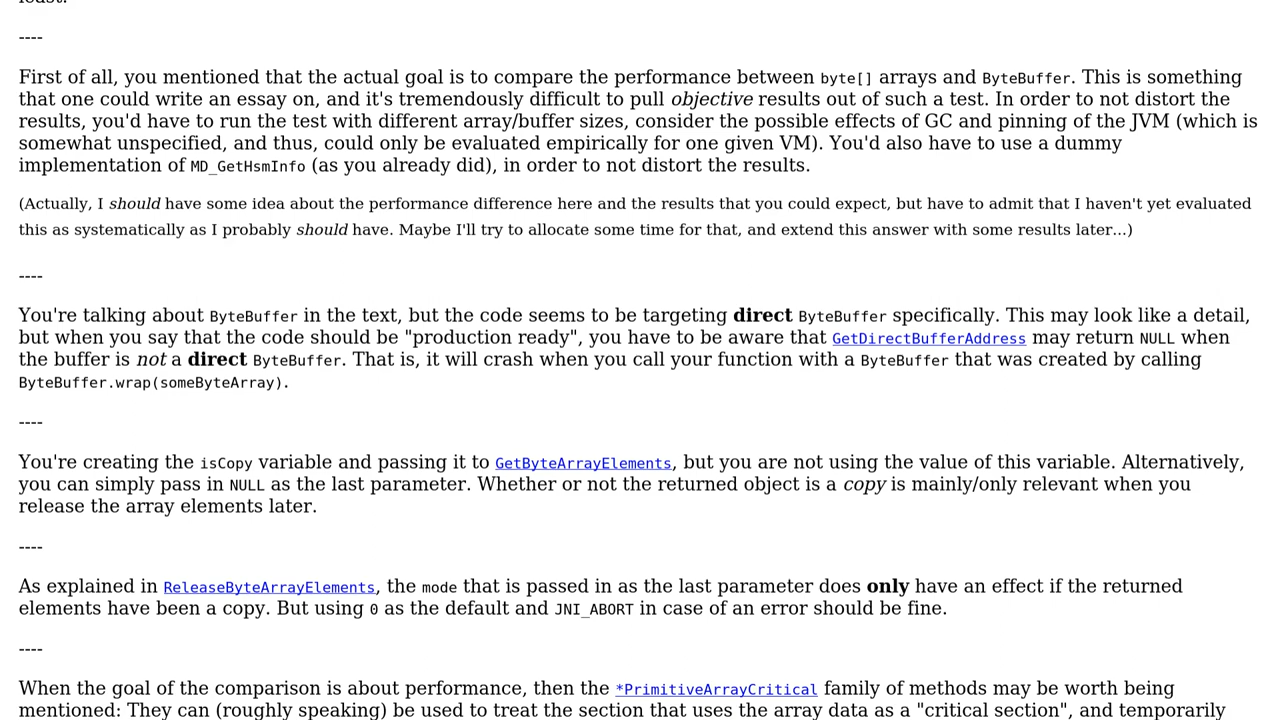 least.
----
First of all, you mentioned that the actual goal is to compare the performance between byte[] arrays and ByteBuffer. This is something
that one could write an essay on, and it's tremendously difficult to pull objective results out of such a test. In order to not distort the
results, you'd have to run the test with different array/buffer sizes, consider the possible effects of GC and pinning of the JVM (which is
somewhat unspecified, and thus, could only be evaluated empirically for one given VM). You'd also have to use a dummy
implementation of MD_GetHsmInfo (as you already did), in order to not distort the results.
(Actually, I should have some idea about the performance difference here and the results that you could expect, but have to admit that I haven't yet evaluated
this as systematically as I probably should have. Maybe I'll try to allocate some time for that, and extend this answer with some results later...)
----
You're talking about ByteBuffer in the text, but the code seems to be targeting direct ByteBuffer specifically. This may look like a detail,
but when you say that the code should be "production ready", you have to be aware that GetDirectBufferAddress may return NULL when
the buffer is not a direct ByteBuffer. That is, it will crash when you call your function with a ByteBuffer that was created by calling
ByteBuffer.wrap(someByteArray).
----
You're creating the isCopy variable and passing it to GetByteArrayElements, but you are not using the value of this variable. Alternatively,
you can simply pass in NULL as the last parameter. Whether or not the returned object is a copy is mainly/only relevant when you
release the array elements later.
----
As explained in ReleaseByteArrayElements, the mode that is passed in as the last parameter does only have an effect if the returned
elements have been a copy. But using 0 as the default and JNI_ABORT in case of an error should be fine.
----
When the goal of the comparison is about performance, then the *PrimitiveArrayCritical family of methods may be worth being
mentioned: They can (roughly speaking) be used to treat the section that uses the array data as a "critical section", and temporarily